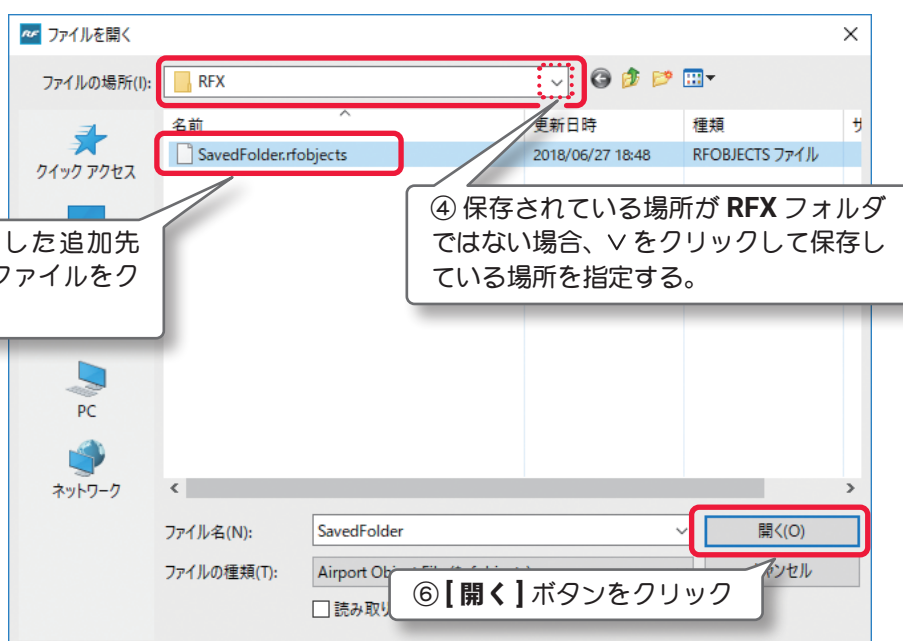 RF ファイルを開く
ファイルの場所(I):
RFX
名前
更新日時
種類
サ
SavedFolder.rfobjects
2018/06/27 18:48
RFOBJECTS ファイル
クイック アクセス
④ 保存されている場所が RFX フォルダ
ではない場合、∨ をクリックして保存し
ている場所を指定する。
した追加先
ファイルをク
PC
ネットワーク
ファイル名(N):
SavedFolder
開く(O)
ファイルの種類(T):
Airport Ob
ャンセル
⑥ [ 開く ] ボタンをクリック
読み取り